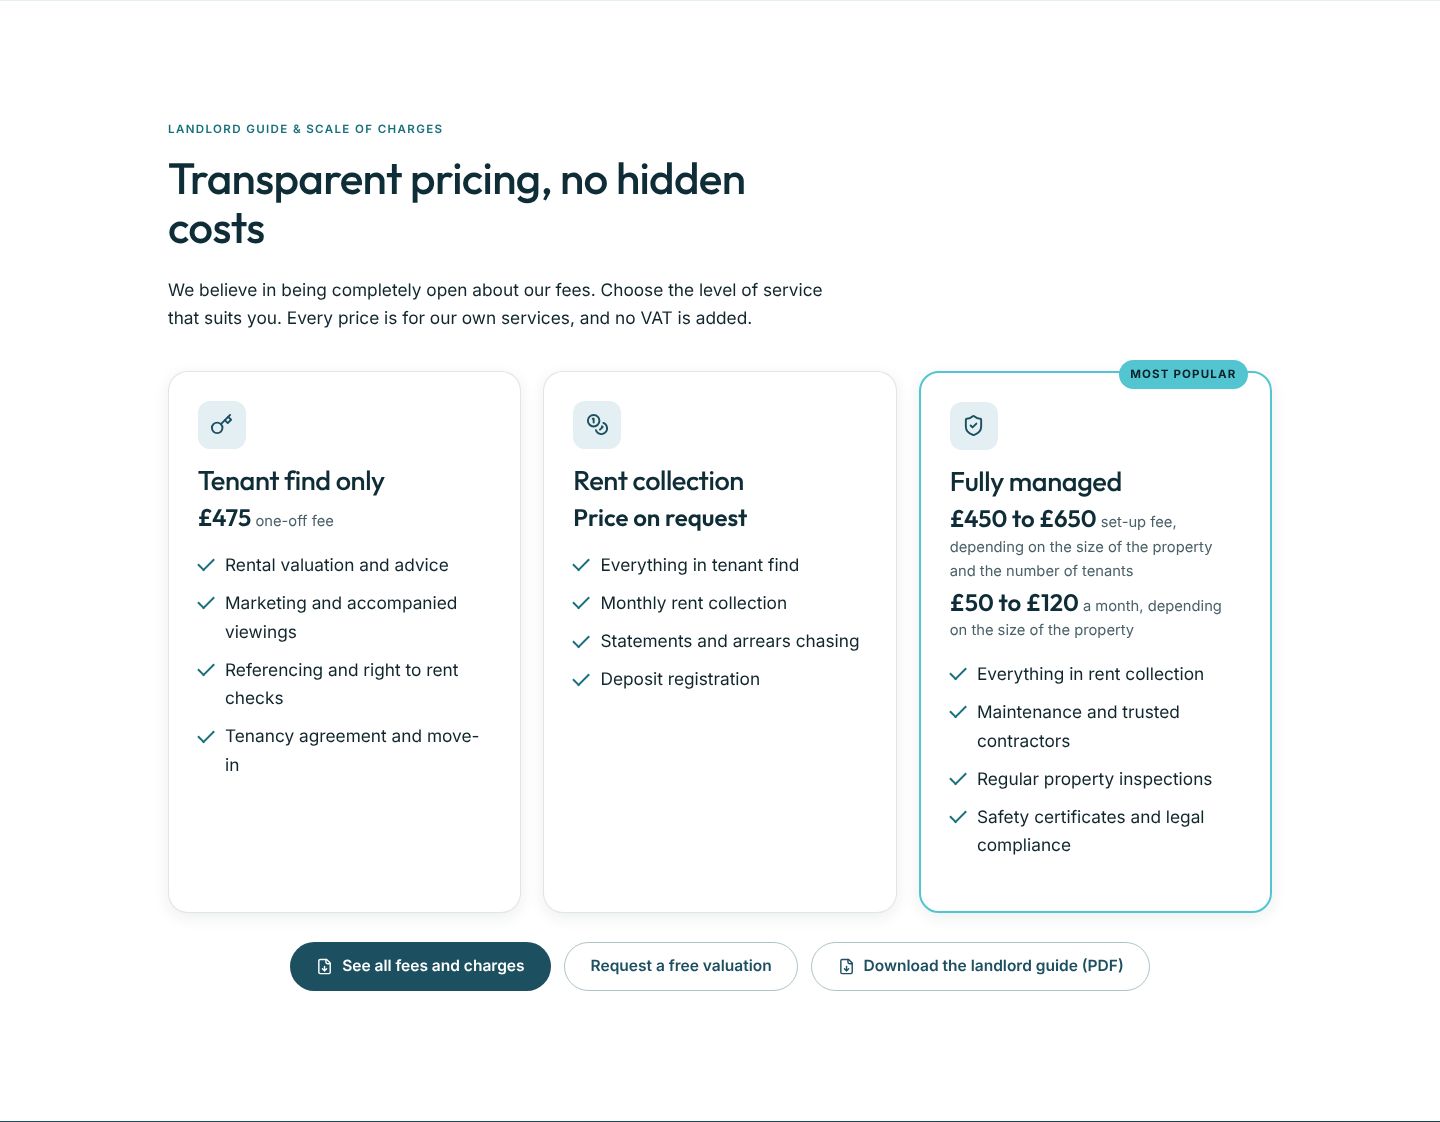 LANDLORD GUIDE & SCALE OF CHARGES
Transparent pricing, no hidden
costs
We believe in being completely open about our fees. Choose the level of service
that suits you. Every price is for our own services, and no VAT is added.
Tenant find only
£475 one-off fee
Rental valuation and advice
Marketing and accompanied
viewings
Referencing and right to rent
checks
Tenancy agreement and move-
in
Rent collection
Price on request
Everything in tenant find
Monthly rent collection
Statements and arrears chasing
Deposit registration
MOST POPULAR
Fully managed
£450 to £650 set-up fee,
depending on the size of the property
and the number of tenants
£50 to £120 a month, depending
on the size of the property
Everything in rent collection
Maintenance and trusted
contractors
Regular property inspections
Safety certificates and legal
compliance
See all fees and charges
Request a free valuation
Download the landlord guide (PDF)